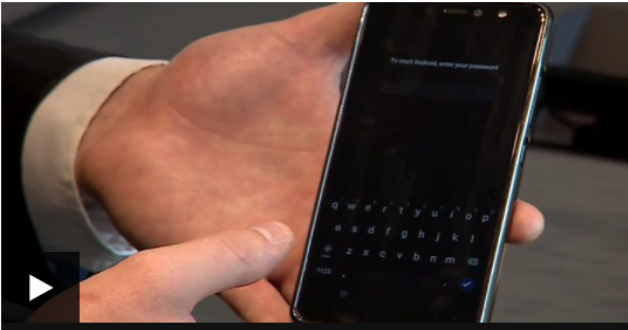 To start Android, enter your password
q w e r t y u i o p
a s d f g h j k l
z x c v b n m
?123